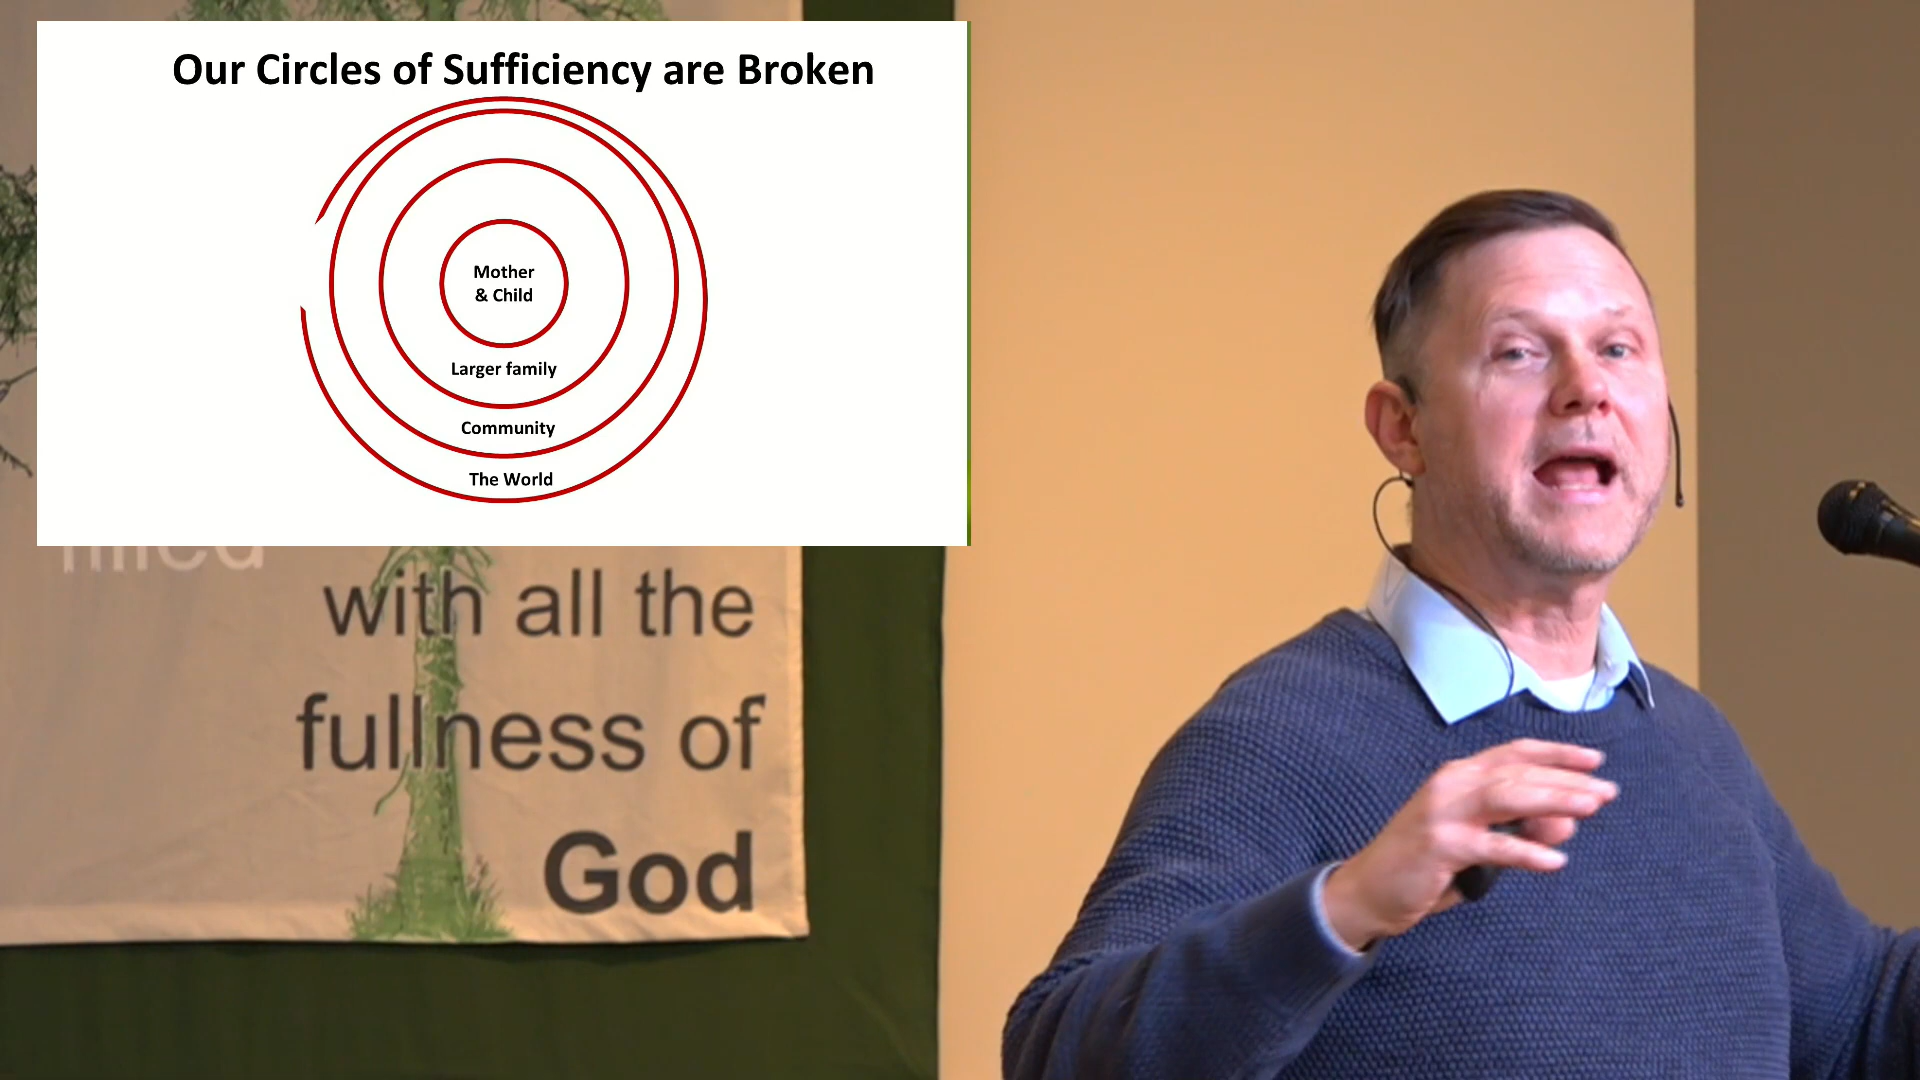 Our Circles of Sufficiency are Broken
Mother
& Child
Larger family
Community
The World
filled
with all the
fullness of
God